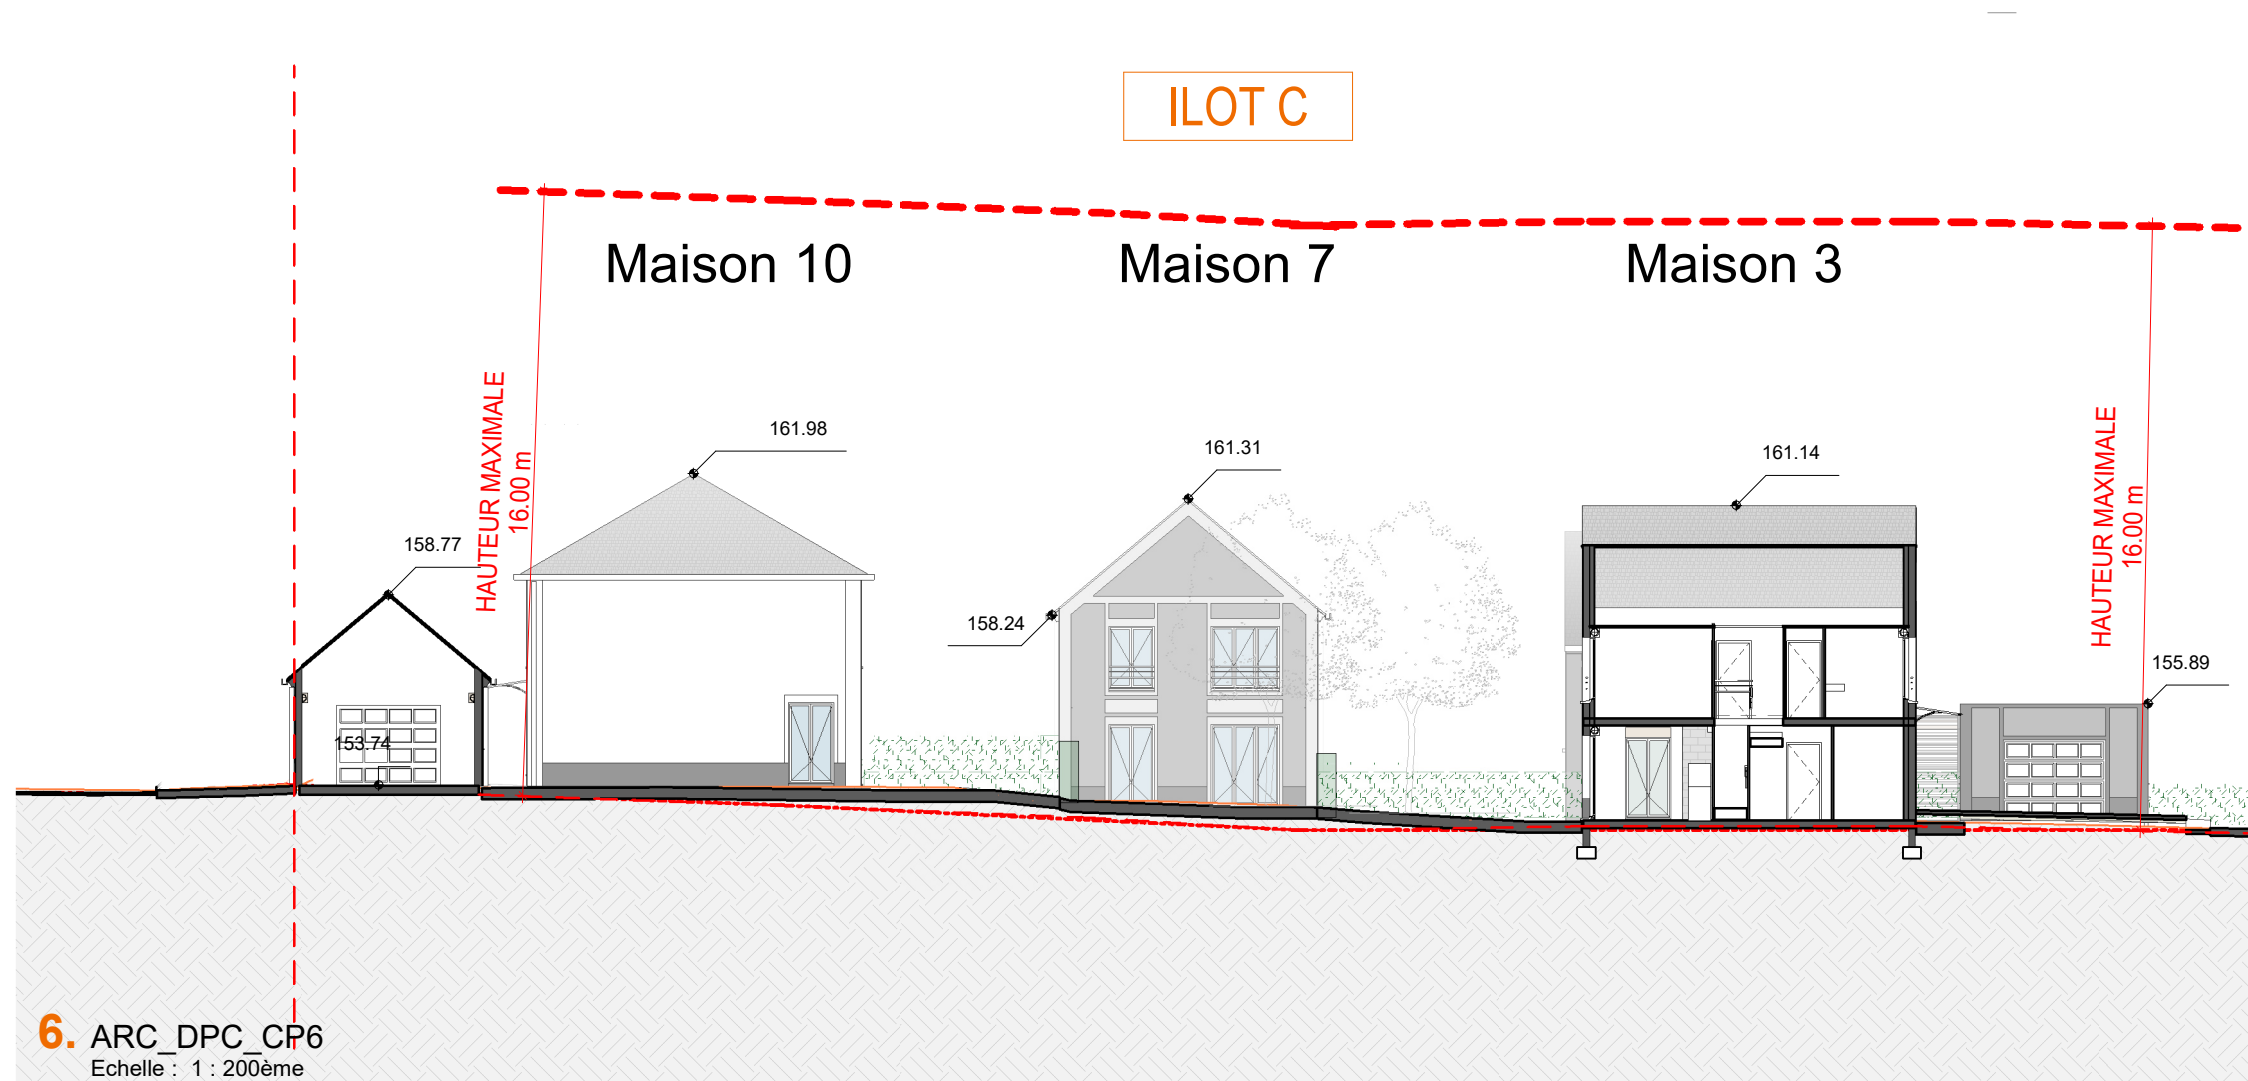 ILOT C
Maison 10
Maison 7
Maison 3
HAUTEUR MAXIMALE
16.00 m
161.98
161.31
161.14
HAUTEUR MAXIMALE
16.00 m
158.77
158.24
155.89
153.74
6. ARC_DPC_CP6
Echelle : 1 : 200ème